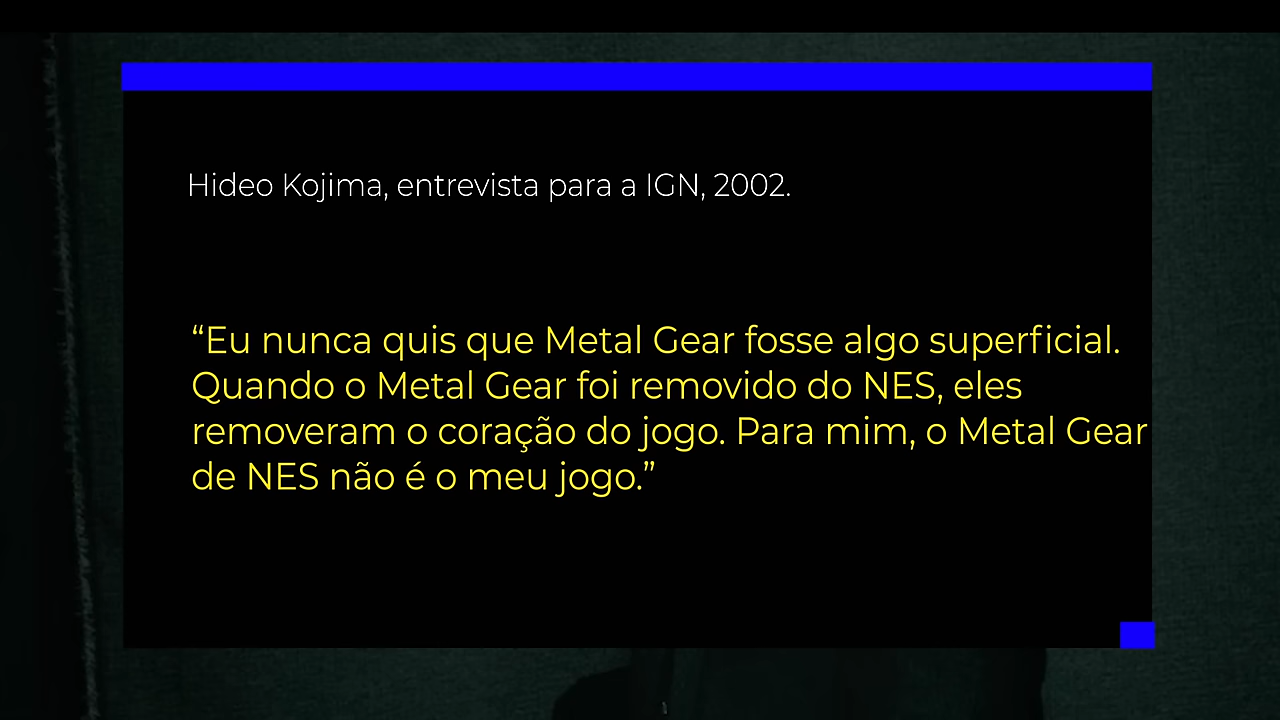 Hideo Kojima, entrevista para a IGN, 2002.
“Eu nunca quis que Metal Gear fosse algo superficial.
Quando o Metal Gear foi removido do NES, eles
removeram o coração do jogo. Para mim, o Metal Gear
de NES não é o meu jogo.”